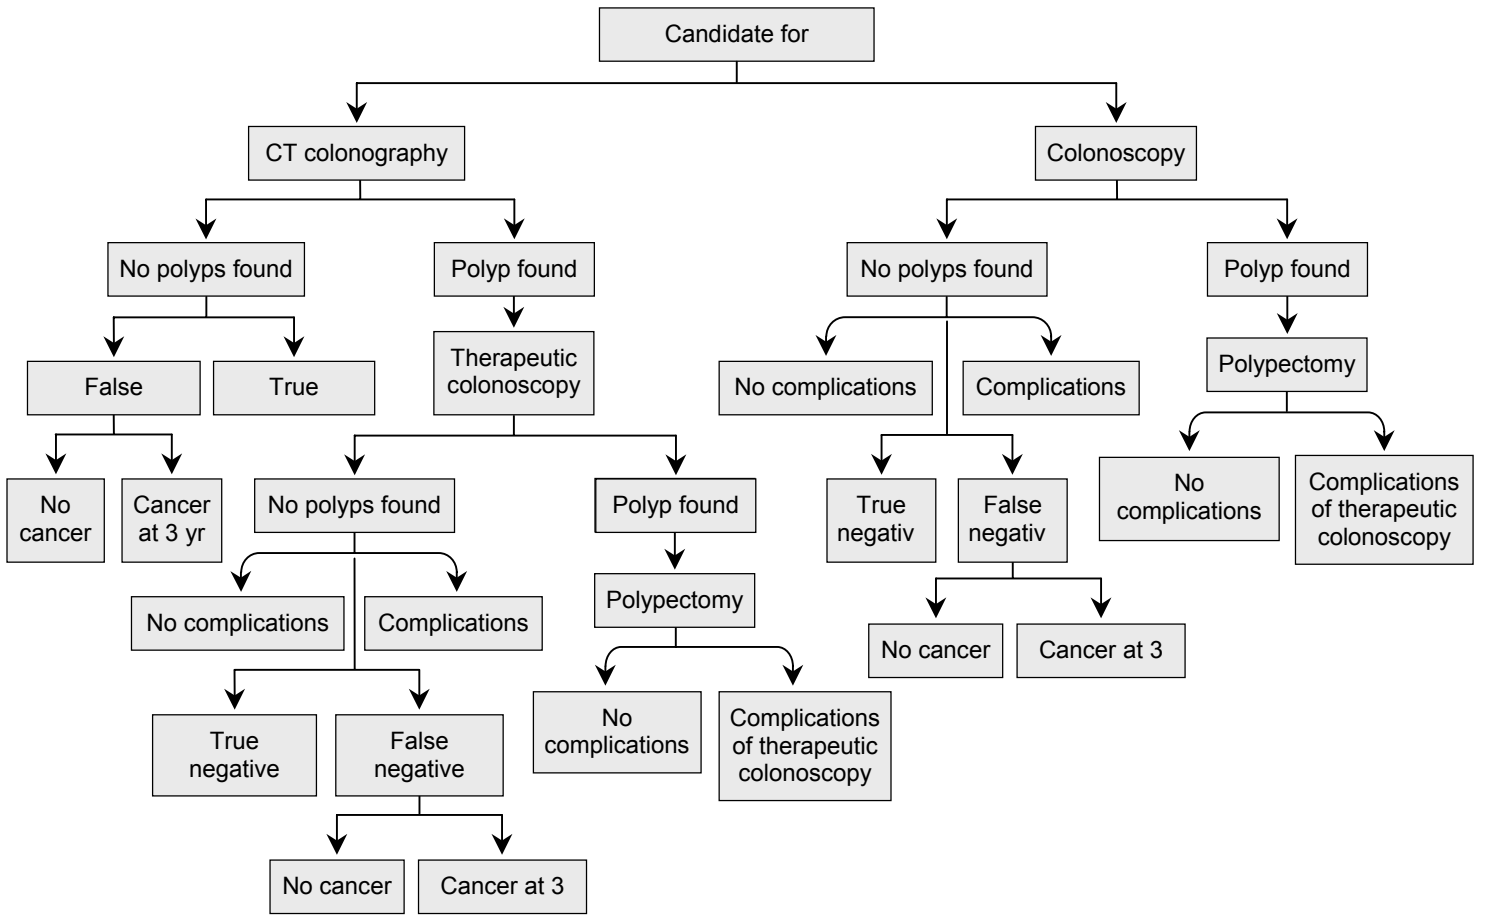 Candidate for
CT colonography
Colonoscopy
No polyps found
Polyp found
No polyps found
Polyp found
False
True
Therapeutic
colonoscopy
No complications
Complications
Polypectomy
No
cancer
Cancer
at 3 yr
No polyps found
Polyp found
True
negativ
False
negativ
No
complications
Complications
of therapeutic
colonoscopy
No complications
Complications
Polypectomy
No cancer
Cancer at 3
True
negative
False
negative
No
complications
Complications
of therapeutic
colonoscopy
No cancer
Cancer at 3